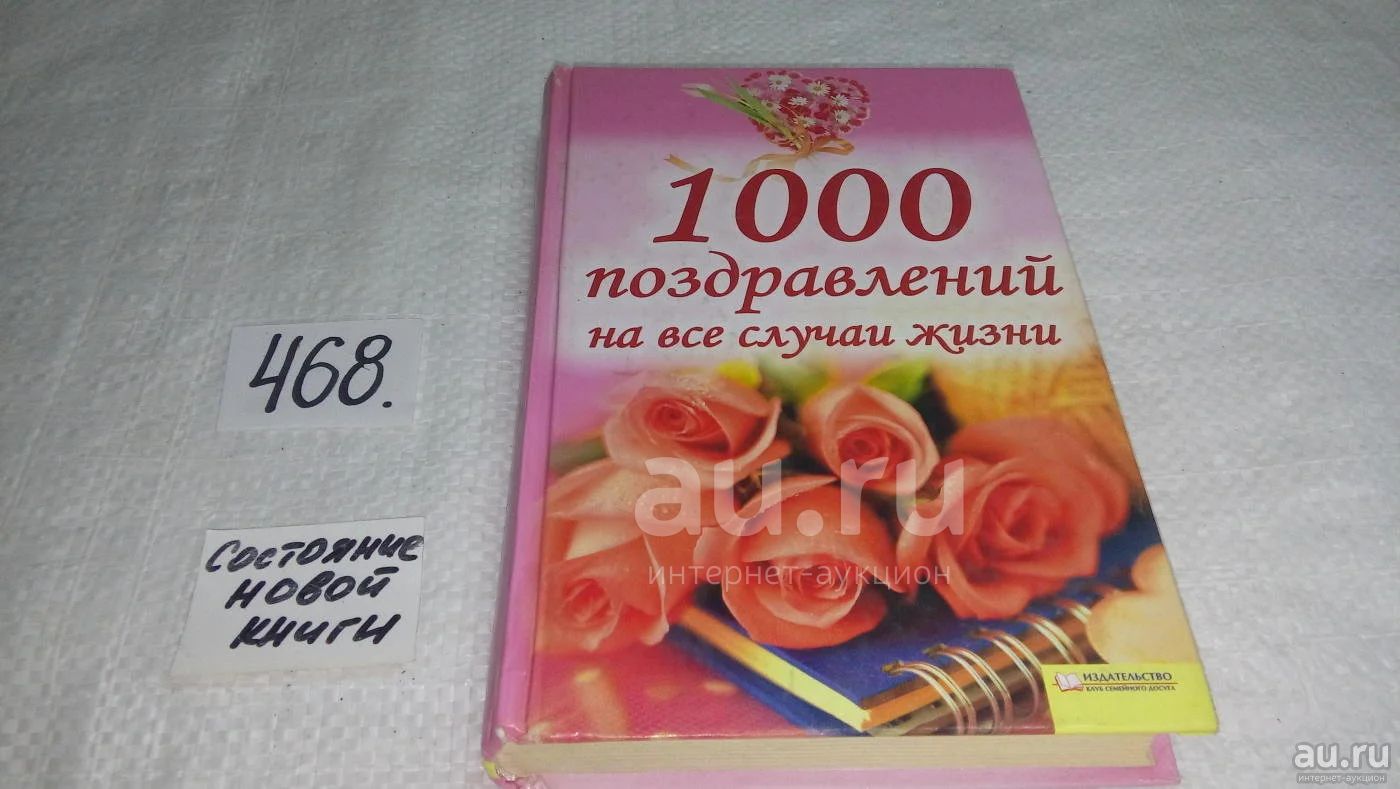 1000
поздравлений
на все случаи жизни
468.
Состояние
новой
книги
au.ru
интернет-аукцион
ИЗДАТЕЛЬСТВО
КЛУБ СЕМЕЙНОГО ДОСУГА
au.ru
интернет-аукцион